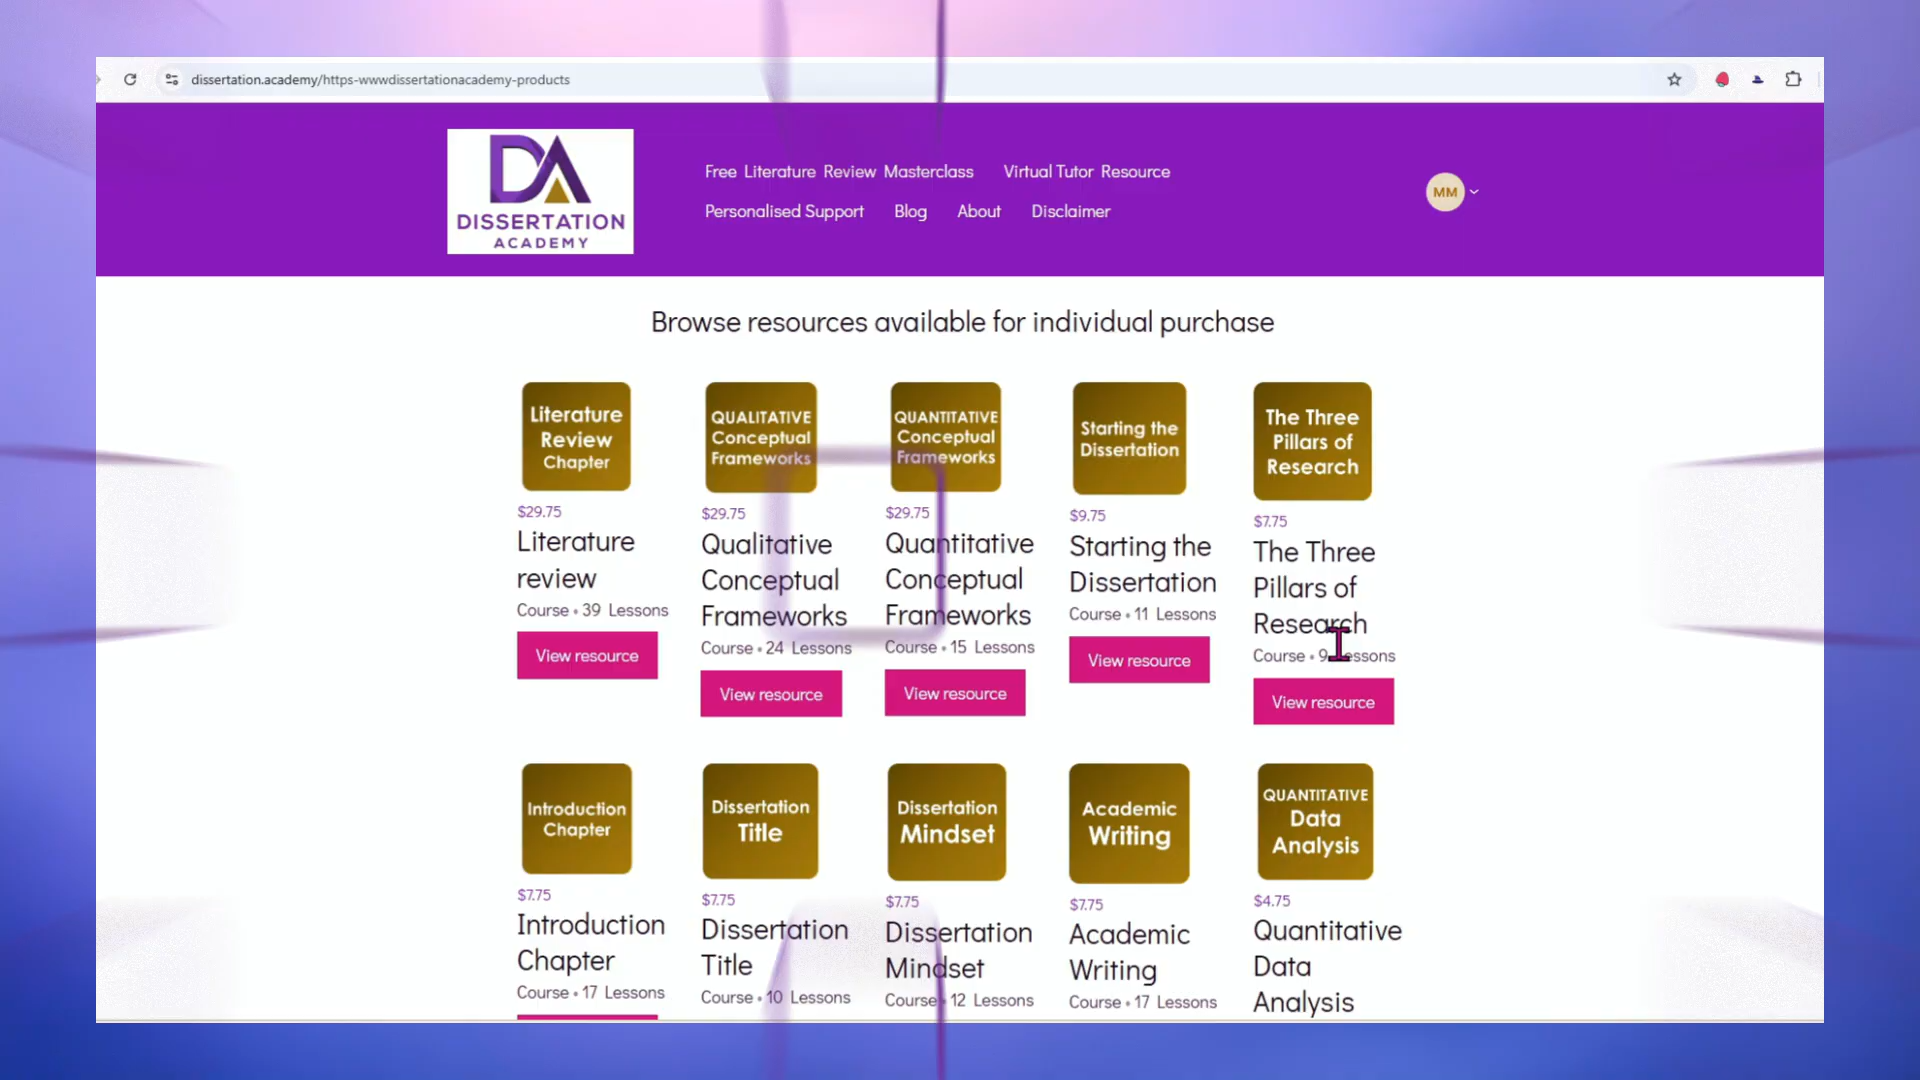 dissertation.academy/https-wwwdissertationacademy-products
DA
DISSERTATION
ACADEMY
Free Literature Review Masterclass
Virtual Tutor Resource
Personalised Support
Blog
About
Disclaimer
MM
Browse resources available for individual purchase
Literature
Review
Chapter
$29.75
Literature
review
Course • 39 Lessons
View resource
QUALITATIVE
Conceptual
Frameworks
$29.75
Qualitative
Conceptual
Frameworks
Course • 24 Lessons
View resource
QUANTITATIVE
Conceptual
Frameworks
$29.75
Quantitative
Conceptual
Frameworks
Course • 15 Lessons
View resource
Starting the
Dissertation
$9.75
Starting the
Dissertation
Course • 11 Lessons
View resource
The Three
Pillars of
Research
$7.75
The Three
Pillars of
Research
Course • 9 Lessons
View resource
Introduction
Chapter
$7.75
Introduction
Chapter
Course • 17 Lessons
Dissertation
Title
$7.75
Dissertation
Title
Course • 10 Lessons
Dissertation
Mindset
$7.75
Dissertation
Mindset
Course • 12 Lessons
Academic
Writing
$7.75
Academic
Writing
Course • 17 Lessons
QUANTITATIVE
Data
Analysis
$4.75
Quantitative
Data
Analysis